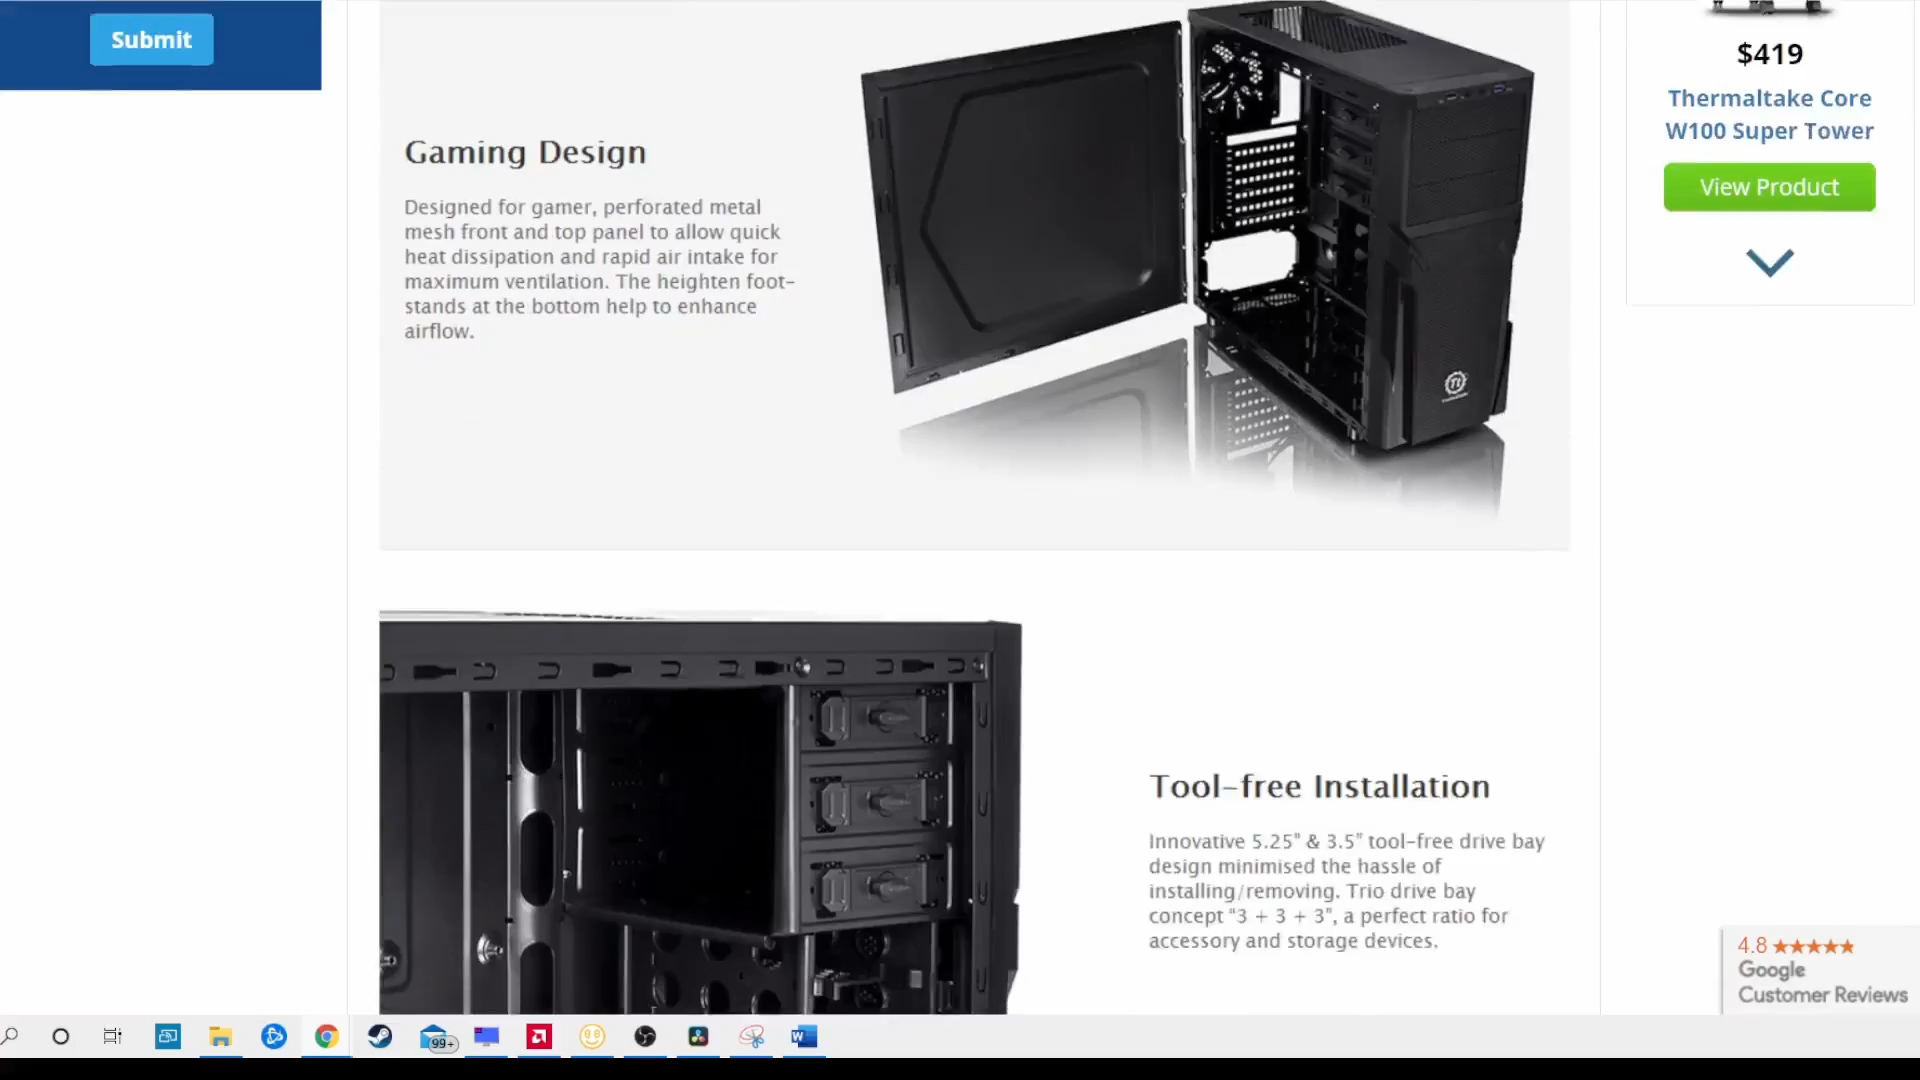 Submit
Gaming Design
Designed for gamer, perforated metal
mesh front and top panel to allow quick
heat dissipation and rapid air intake for
maximum ventilation. The heighten foot-
stands at the bottom help to enhance
airflow.
$419
Thermaltake Core
W100 Super Tower
View Product
Tool-free Installation
Innovative 5.25" & 3.5" tool-free drive bay
design minimised the hassle of
installing/removing. Trio drive bay
concept "3 + 3 + 3", a perfect ratio for
accessory and storage devices.
4.8 ★★★★★
Google
Customer Reviews
99+